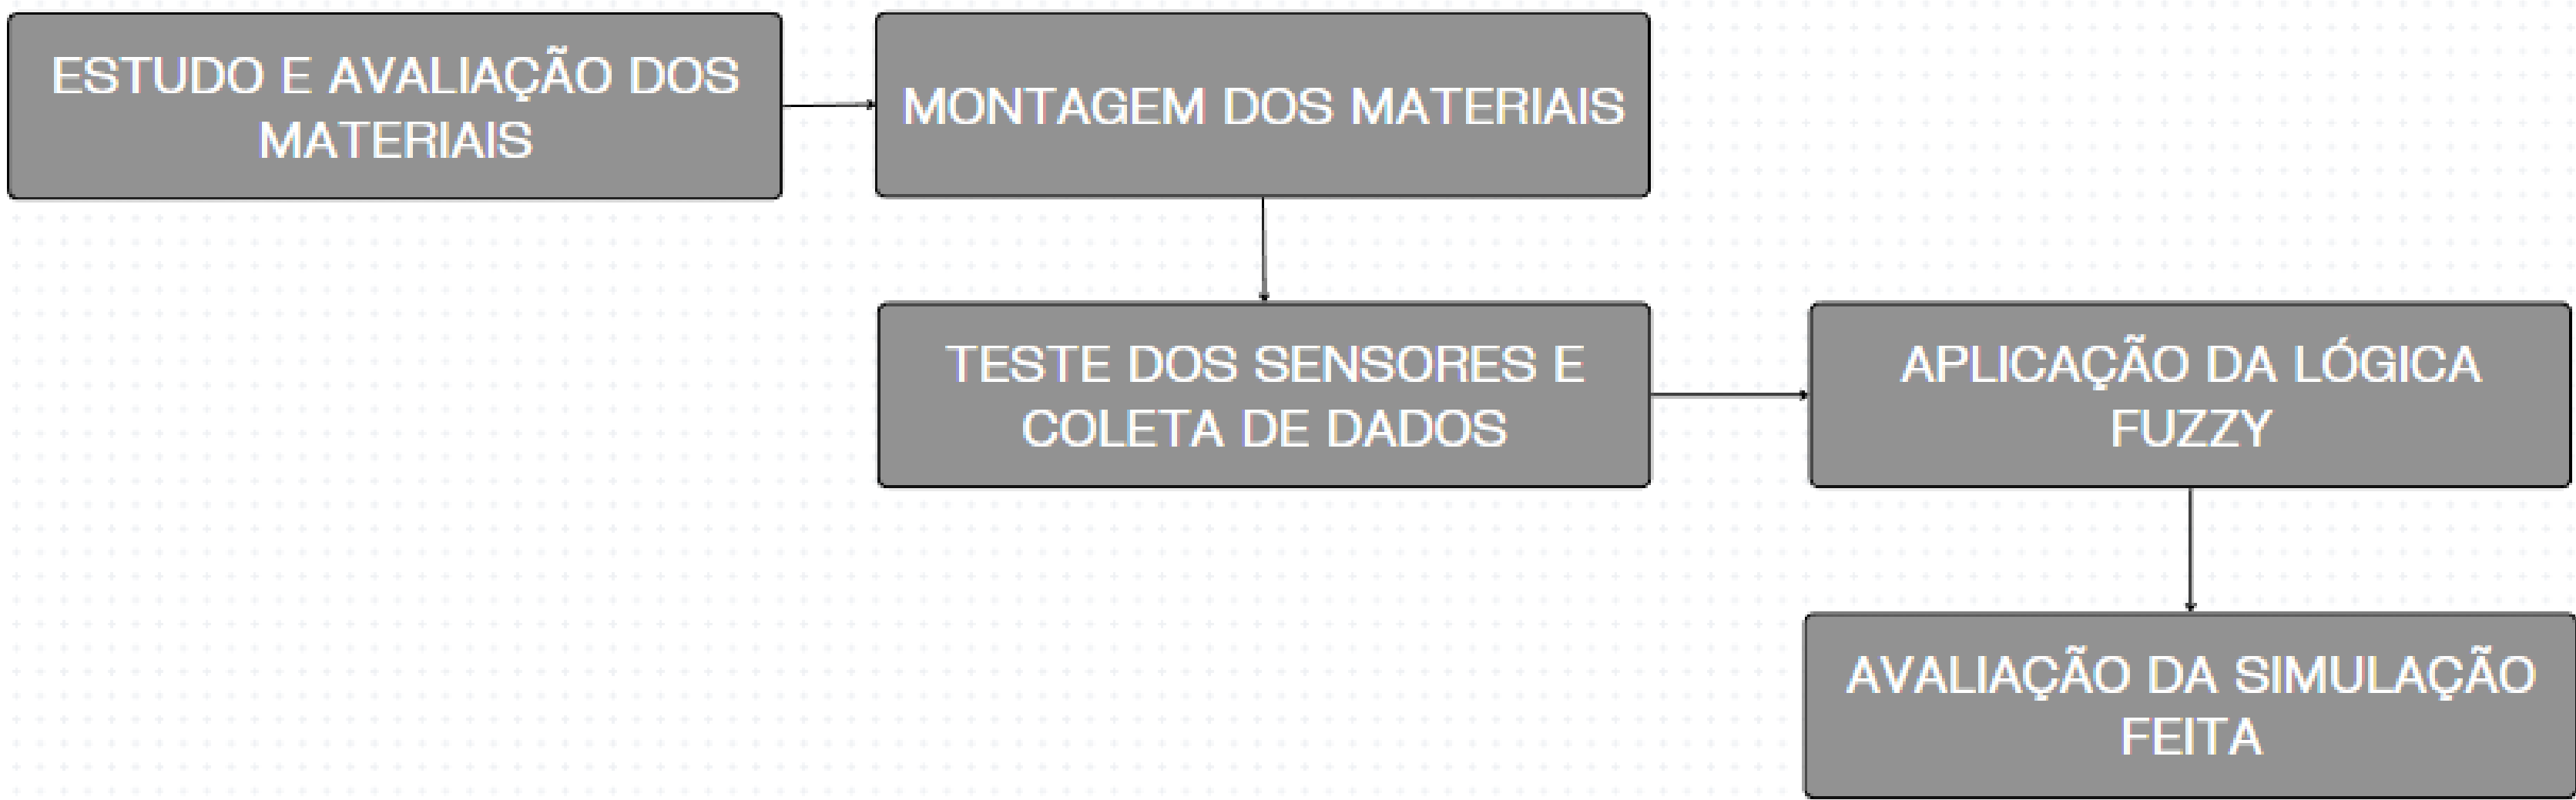 ESTUDO E AVALIAÇÃO DOS
MATERIAIS
MONTAGEM DOS MATERIAIS
TESTE DOS SENSORES E
COLETA DE DADOS
APLICAÇÃO DA LÓGICA
FUZZY
AVALIAÇÃO DA SIMULAÇÃO
FEITA